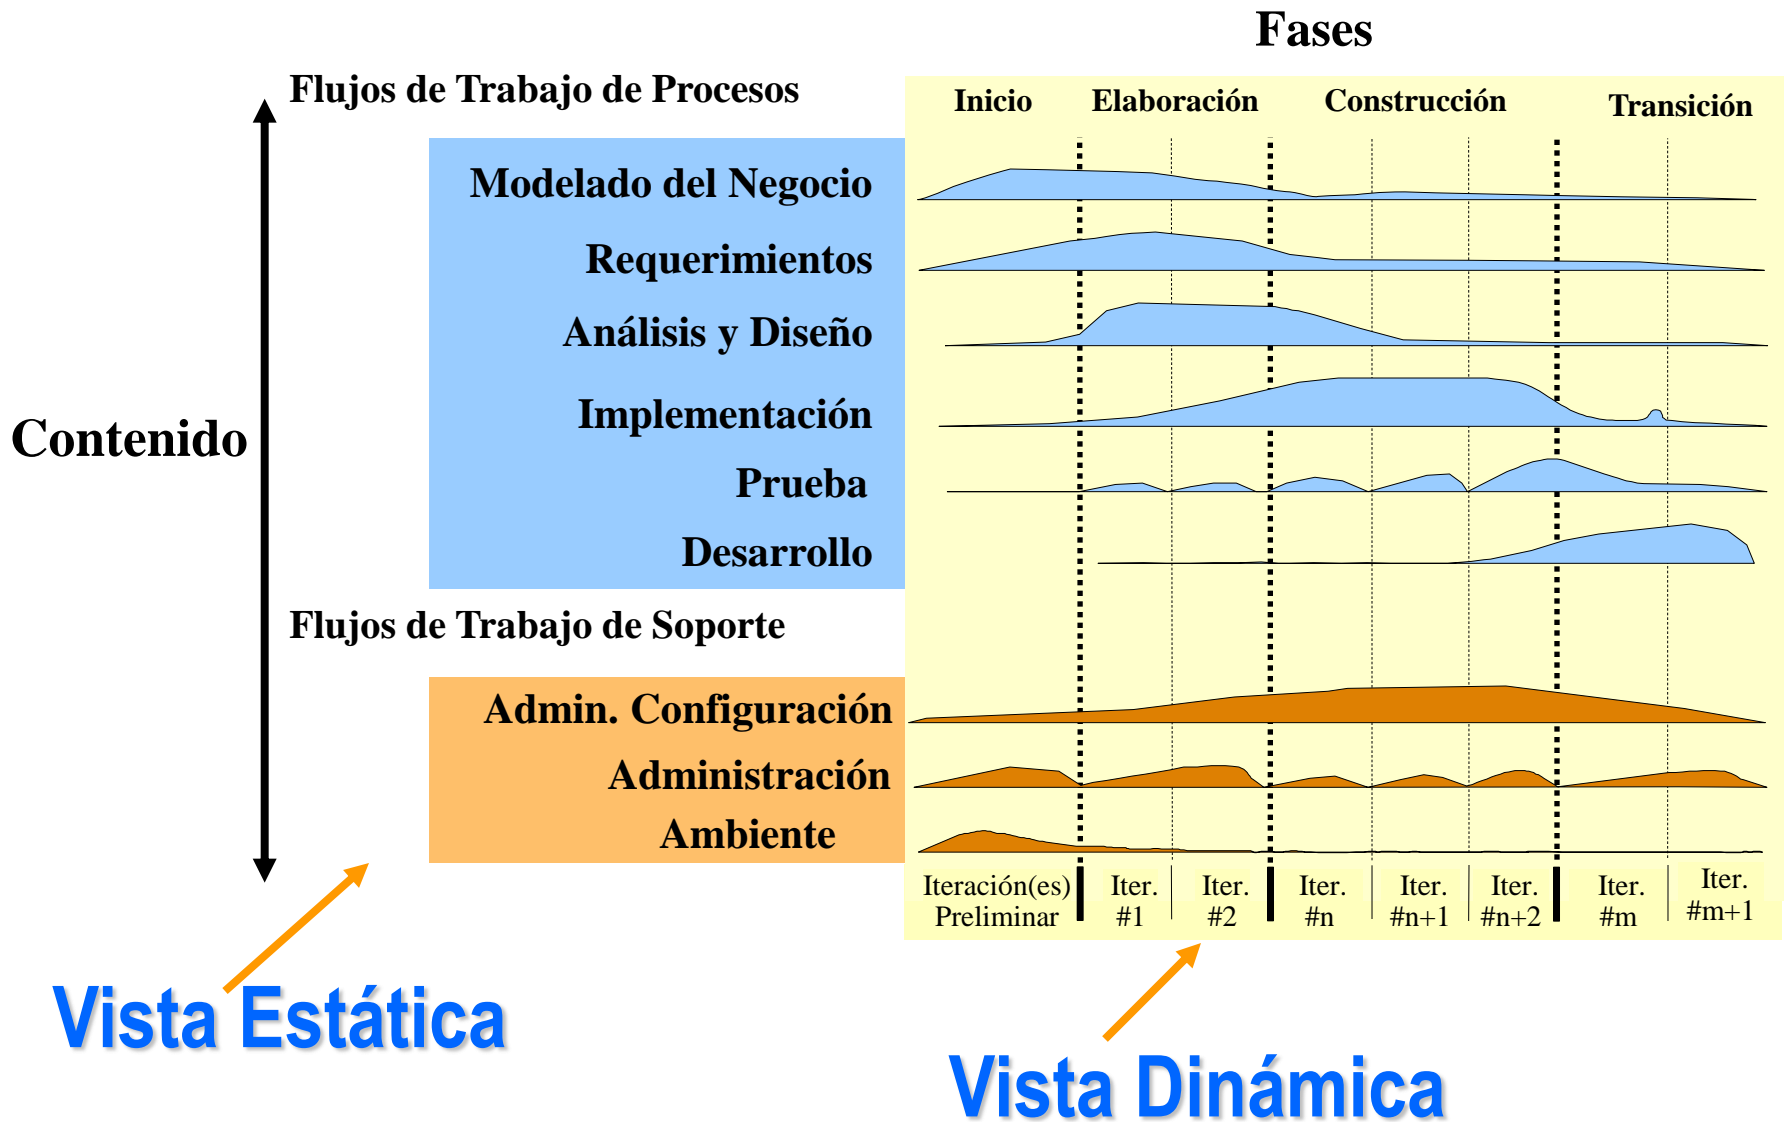 Fases
Flujos de Trabajo de Procesos
Inicio Elaboración Construcción Transición
Modelado del Negocio
Requerimientos
Análisis y Diseño
Implementación
Contenido
Prueba
Desarrollo
Flujos de Trabajo de Soporte
Admin. Configuración
Administración
Ambiente
Iteración(es) Iter. Iter. Iter. Iter. Iter. Iter. Iter.
Preliminar #1 #2 #n #n+1 #n+2 #m #m+1
Vista Estática
Vista Dinámica